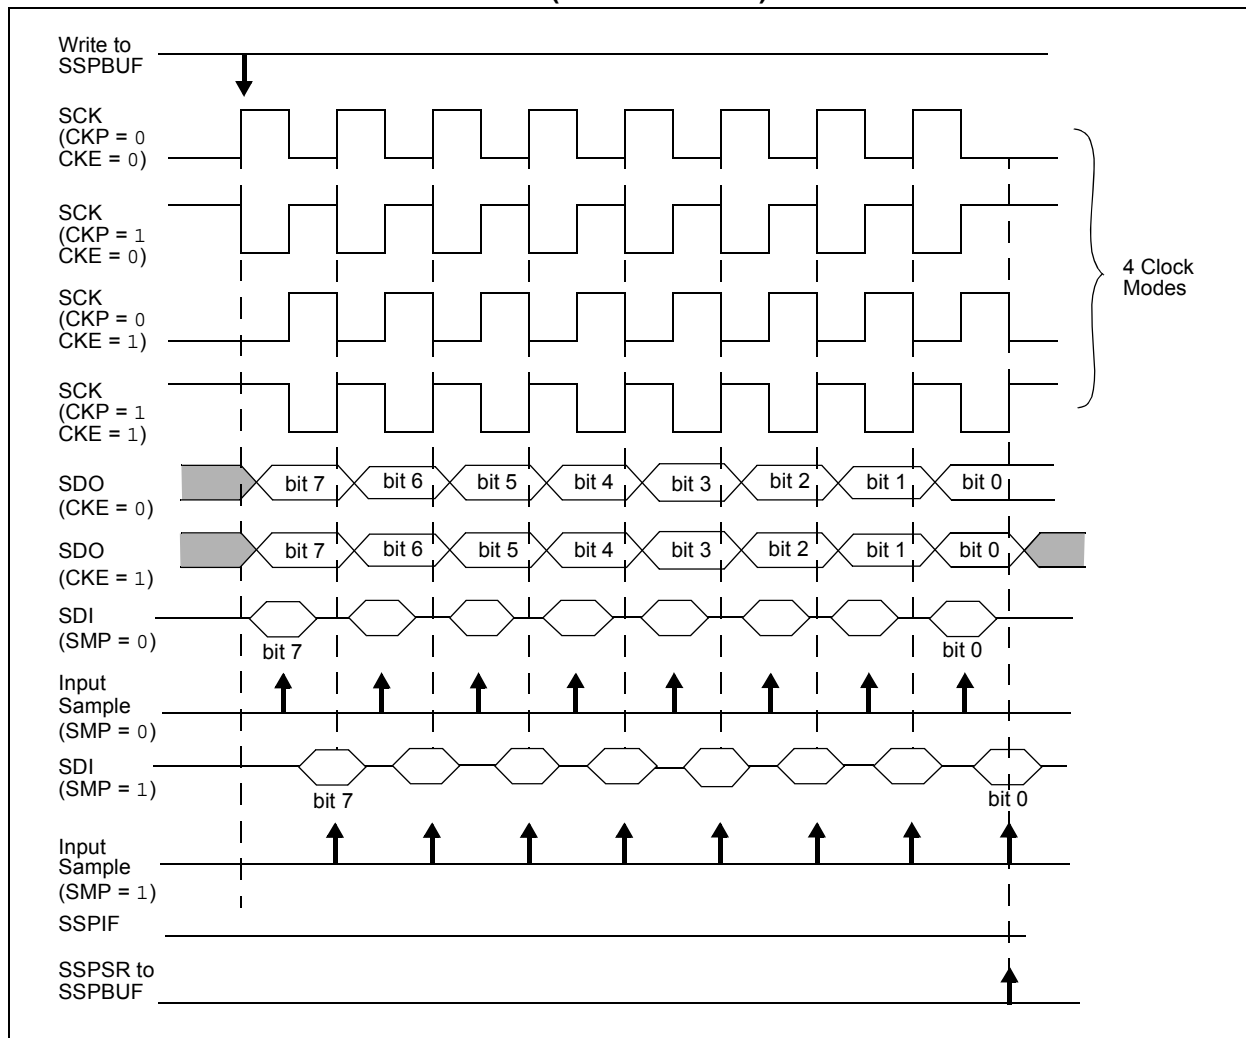 Write to
SSPBUF
SCK
(CKP = 0
CKE = 0)
SCK
(CKP = 1
CKE = 0)
SCK
(CKP = 0
CKE = 1)
SCK
(CKP = 1
CKE = 1)
4 Clock
Modes
SDO
(CKE = 0)
bit 7 bit 6 bit 5 bit 4 bit 3 bit 2 bit 1 bit 0
SDO
(CKE = 1)
bit 7 bit 6 bit 5 bit 4 bit 3 bit 2 bit 1 bit 0
SDI
(SMP = 0)
bit 7 bit 0
Input
Sample
(SMP = 0)
SDI
(SMP = 1)
bit 7 bit 0
Input
Sample
(SMP = 1)
SSPIF
SSPSR to
SSPBUF